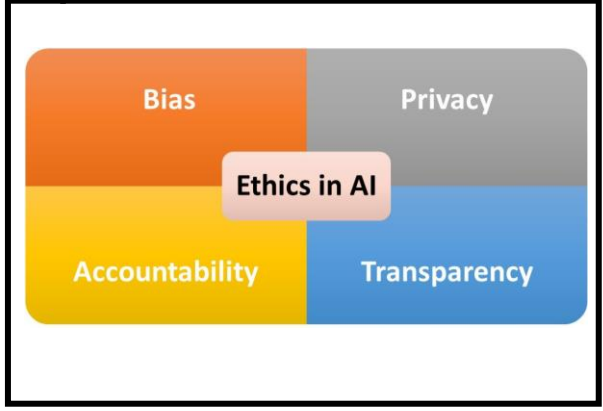 Bias
Privacy
Ethics in AI
Accountability
Transparency